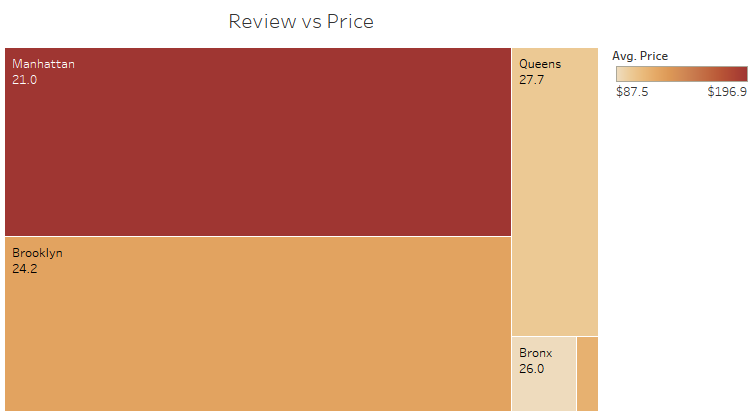 Review vs Price
Manhattan
21.0
Queens
27.7
Avg. Price
$87.5 $196.9
Brooklyn
24.2
Bronx
26.0